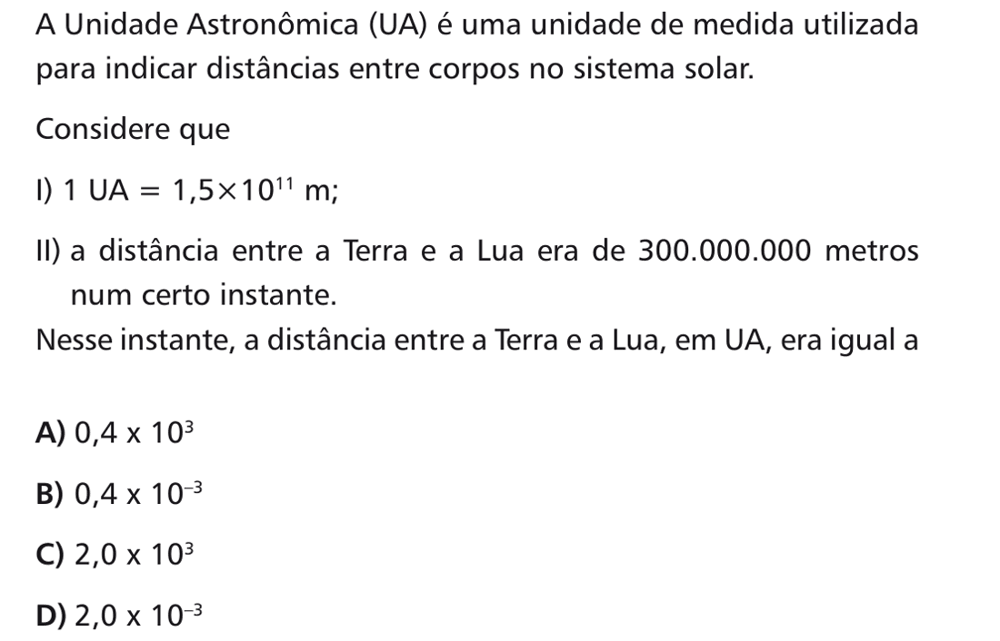 A Unidade Astronômica (UA) é uma unidade de medida utilizada
para indicar distâncias entre corpos no sistema solar.
Considere que
I) 1 UA = 1,5×10¹¹ m;
II) a distância entre a Terra e a Lua era de 300.000.000 metros
num certo instante.
Nesse instante, a distância entre a Terra e a Lua, em UA, era igual a
A) 0,4 x 10³
B) 0,4 x 10⁻³
C) 2,0 x 10³
D) 2,0 x 10⁻³